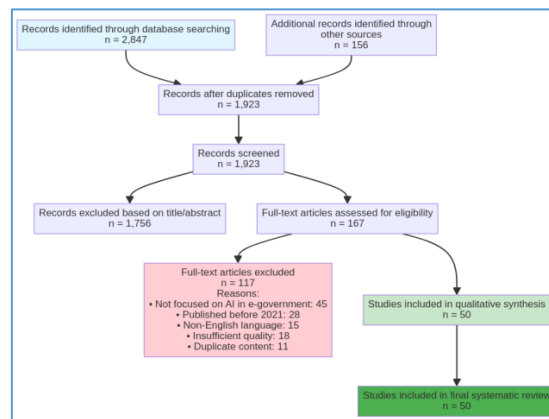 Records identified through database searching
n = 2,847
Additional records identified through
other sources
n = 156
Records after duplicates removed
n = 1,923
Records screened
n = 1,923
Records excluded based on title/abstract
n = 1,756
Full-text articles assessed for eligibility
n = 167
Full-text articles excluded
n = 117
Reasons:
• Not focused on AI in e-government: 45
• Published before 2021: 28
• Non-English language: 15
• Insufficient quality: 18
• Duplicate content: 11
Studies included in qualitative synthesis
n = 50
Studies included in final systematic review
n = 50